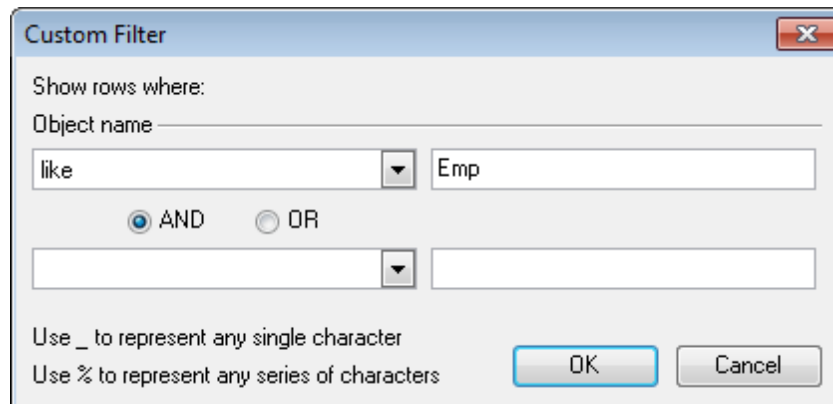 Custom Filter
Show rows where:
Object name
like Emp
AND OR
Use _ to represent any single character
Use % to represent any series of characters
OK Cancel